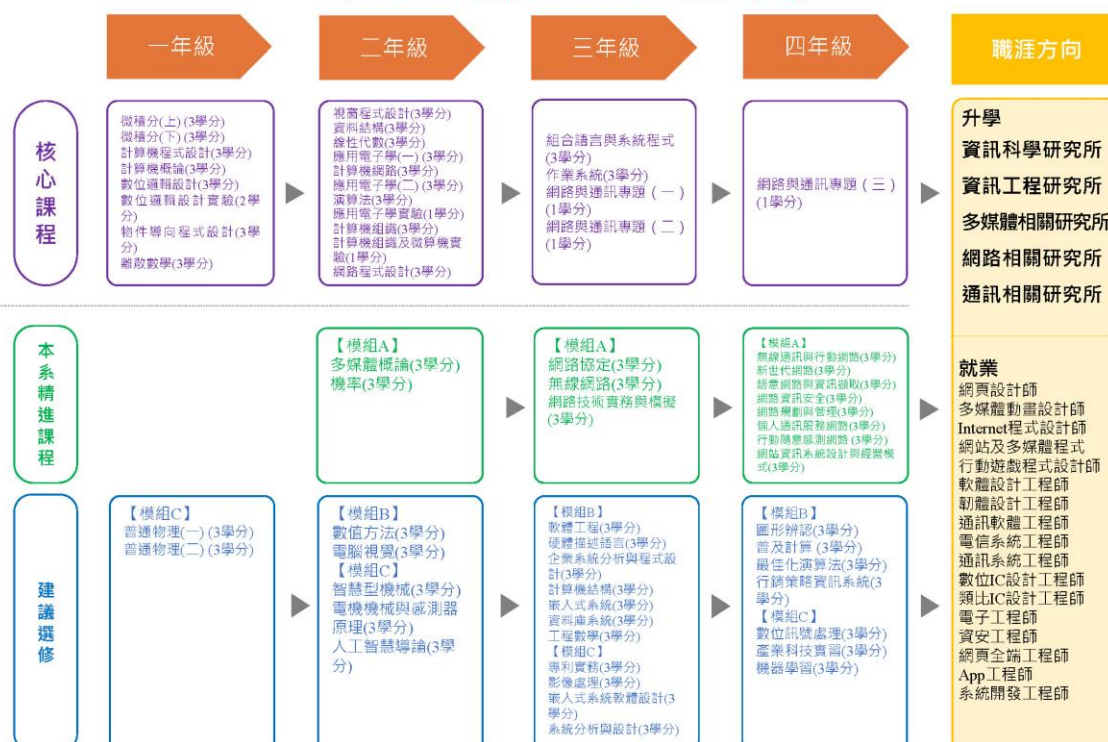 一年級
二年級
三年級
四年級
職涯方向
核心課程
微積分(上) (3學分)
微積分(下) (3學分)
計算機程式設計(3學分)
計算機概論(3學分)
數位邏輯設計(3學分)
數位邏輯設計實驗(2學
分)
物件導向程式設計(3學
分)
離散數學(3學分)
視窗程式設計(3學分)
資料結構(3學分)
線性代數(3學分)
應用電子學(一) (3學分)
計算機網路(3學分)
應用電子學(二) (3學分)
演算法(3學分)
應用電子學實驗(1學分)
計算機組織(3學分)
計算機組織及微算機實
驗(1學分)
網路程式設計(3學分)
組合語言與系統程式
(3學分)
作業系統(3學分)
網路與通訊專題（一）
(1學分)
網路與通訊專題（二）
(1學分)
網路與通訊專題（三）
(1學分)
升學
資訊科學研究所
資訊工程研究所
多媒體相關研究所
網路相關研究所
通訊相關研究所
本系精進課程
【模組A】
多媒體概論(3學分)
機率(3學分)
【模組A】
網路協定(3學分)
無線網路(3學分)
網路技術實務與模擬
(3學分)
【模組A】
無線通訊與行動網路(3學分)
新世代網路(3學分)
語意網路與資訊擷取(3學分)
網路資訊安全(3學分)
網路規劃與管理(3學分)
個人通訊服務網路(3學分)
行動隨意感測網路 (3學分)
網站資訊系統設計與經營模
式(3學分)
建議選修
【模組C】
普通物理(一) (3學分)
普通物理(二) (3學分)
【模組B】
數值方法(3學分)
電腦視覺(3學分)
【模組C】
智慧型機械(3學分)
電機機械與感測器
原理(3學分)
人工智慧導論(3學
分)
【模組B】
軟體工程(3學分)
硬體描述語言(3學分)
企業系統分析與程式設
計(3學分)
計算機結構(3學分)
嵌入式系統(3學分)
資料庫系統(3學分)
工程數學(3學分)
【模組C】
專利實務(3學分)
影像處理(3學分)
嵌入式系統軟體設計(3
學分)
系統分析與設計(3學分)
【模組B】
圖形辨認(3學分)
普及計算 (3學分)
最佳化演算法(3學分)
行銷策略資訊系統(3
學分)
【模組C】
數位訊號處理(3學分)
產業科技實習(3學分)
機器學習(3學分)
就業
網頁設計師
多媒體動畫設計師
Internet程式設計師
網站及多媒體程式
行動遊戲程式設計師
軟體設計工程師
韌體設計工程師
通訊軟體工程師
電信系統工程師
通訊系統工程師
數位IC設計工程師
類比IC設計工程師
電子工程師
資安工程師
網頁全端工程師
App工程師
系統開發工程師